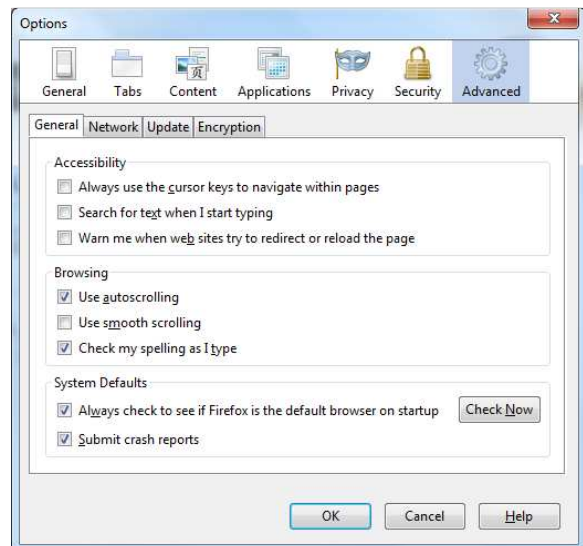 Options
页
General Tabs Content Applications Privacy Security Advanced
General Network Update Encryption
Accessibility
Always use the cursor keys to navigate within pages
Search for text when I start typing
Warn me when web sites try to redirect or reload the page
Browsing
Use autoscrolling
Use smooth scrolling
Check my spelling as I type
System Defaults
Always check to see if Firefox is the default browser on startup Check Now
Submit crash reports
OK Cancel Help